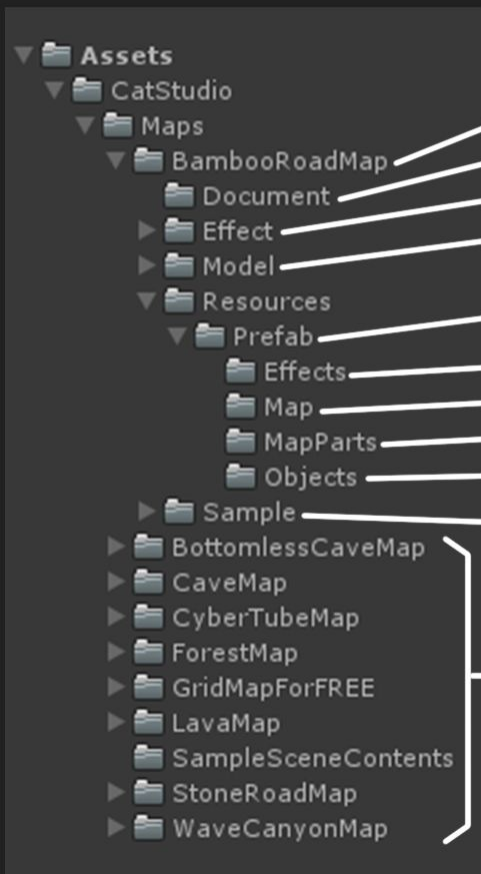 Assets
CatStudio
Maps
BambooRoadMap
Document
Effect
Model
Resources
Prefab
Effects
Map
MapParts
Objects
Sample
BottomlessCaveMap
CaveMap
CyberTubeMap
ForestMap
GridMapForFREE
LavaMap
SampleSceneContents
StoneRoadMap
WaveCanyonMap